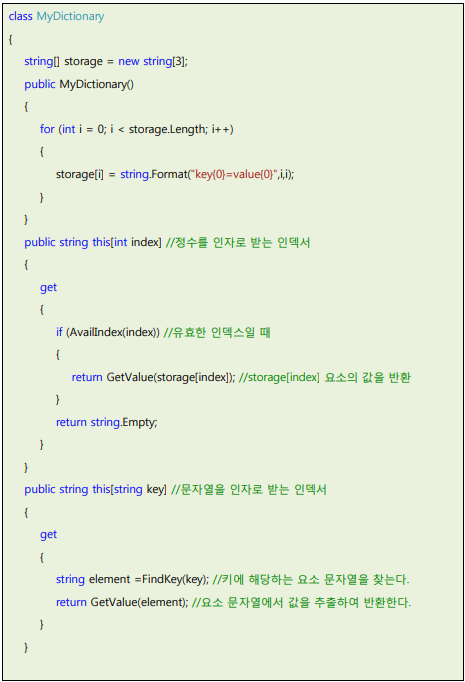 class MyDictionary
{
string[] storage = new string[3];
public MyDictionary()
{
for (int i = 0; i < storage.Length; i++)
{
storage[i] = string.Format("key{0}=value{0}",i,i);
}
}
public string this[int index] //정수를 인자로 받는 인덱서
{
get
{
if (AvailIndex(index)) //유효한 인덱스일 때
{
return GetValue(storage[index]); //storage[index] 요소의 값을 반환
}
return string.Empty;
}
}
public string this[string key] //문자열을 인자로 받는 인덱서
{
get
{
string element =FindKey(key); //키에 해당하는 요소 문자열을 찾는다.
return GetValue(element); //요소 문자열에서 값을 추출하여 반환한다.
}
}